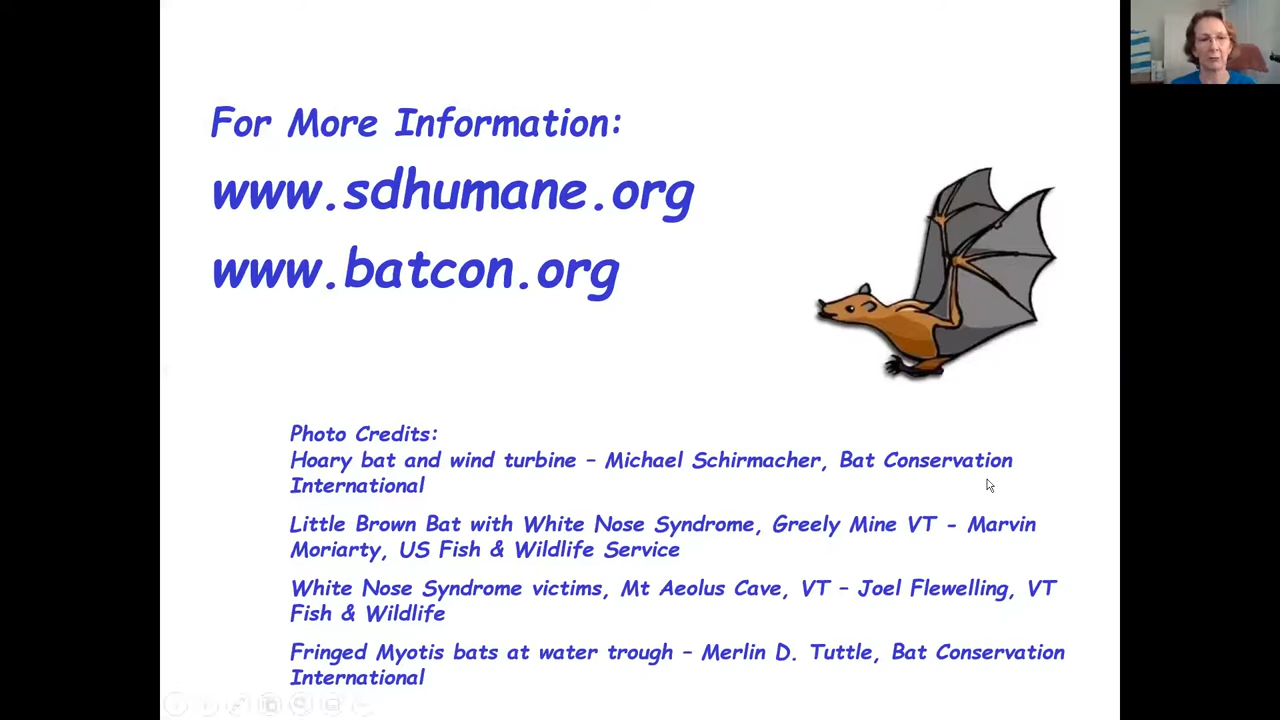 For More Information:
www.sdhumane.org
www.batcon.org
Photo Credits:
Hoary bat and wind turbine – Michael Schirmacher, Bat Conservation
International
Little Brown Bat with White Nose Syndrome, Greely Mine VT - Marvin
Moriarty, US Fish & Wildlife Service
White Nose Syndrome victims, Mt Aeolus Cave, VT – Joel Flewelling, VT
Fish & Wildlife
Fringed Myotis bats at water trough – Merlin D. Tuttle, Bat Conservation
International